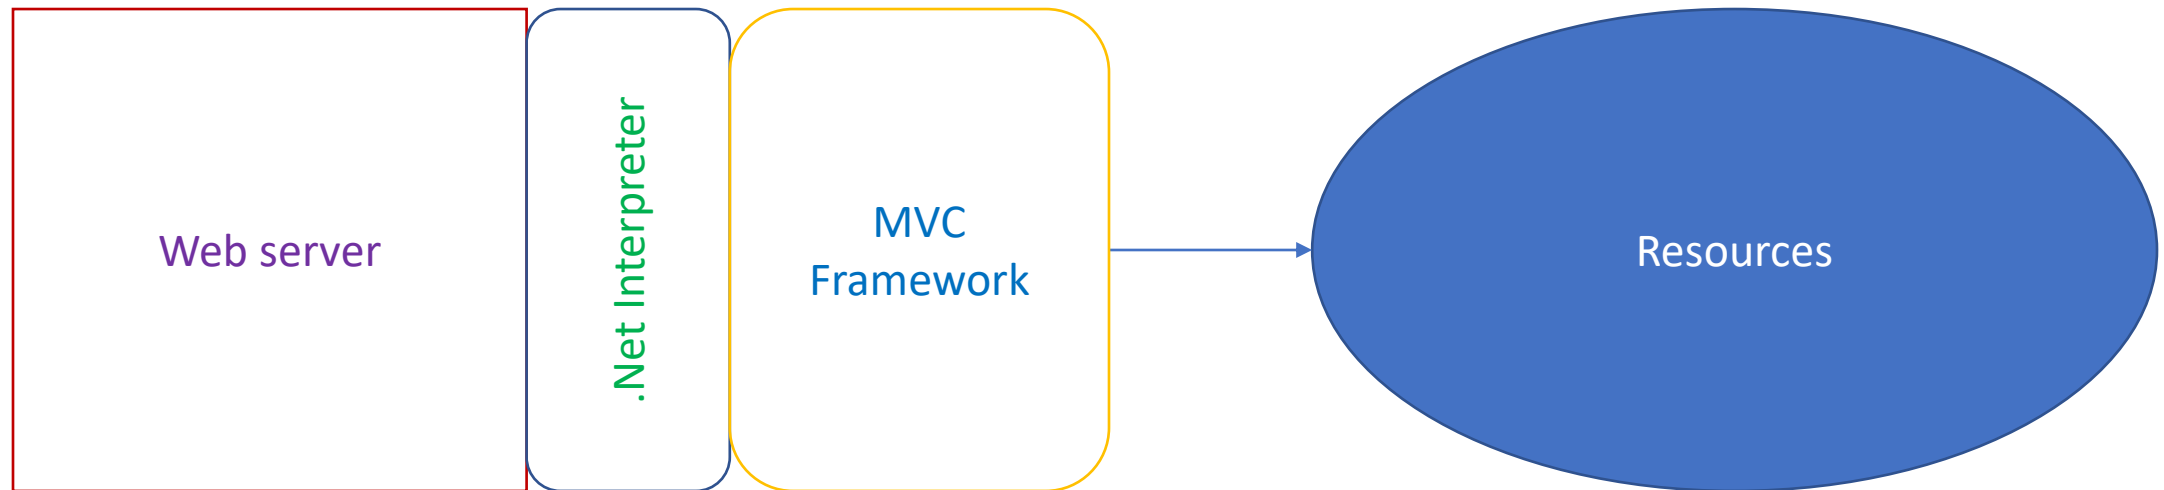 Web server
.Net Interpreter
MVC
Framework
Resources